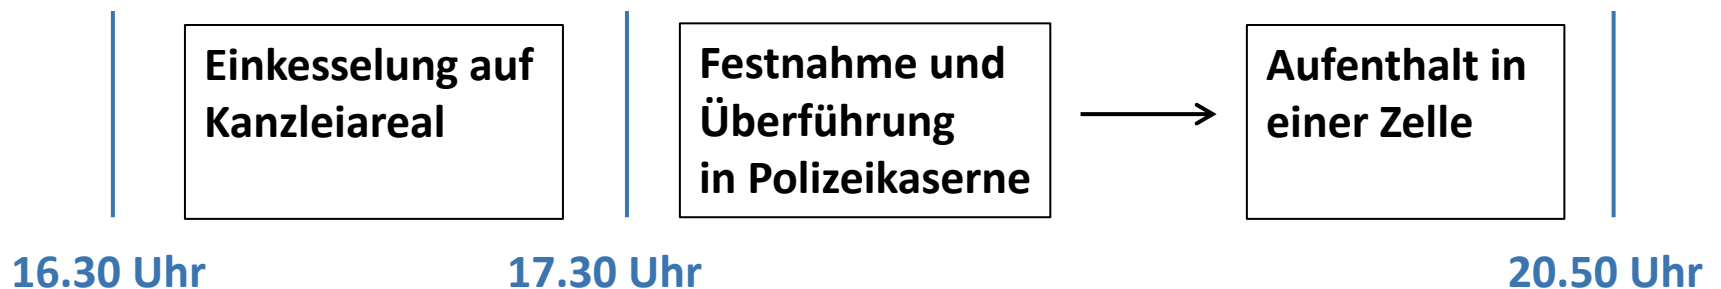 Einkesselung auf
Kanzleiareal
Festnahme und
Überführung
in Polizeikaserne
Aufenthalt in
einer Zelle
16.30 Uhr
17.30 Uhr
20.50 Uhr